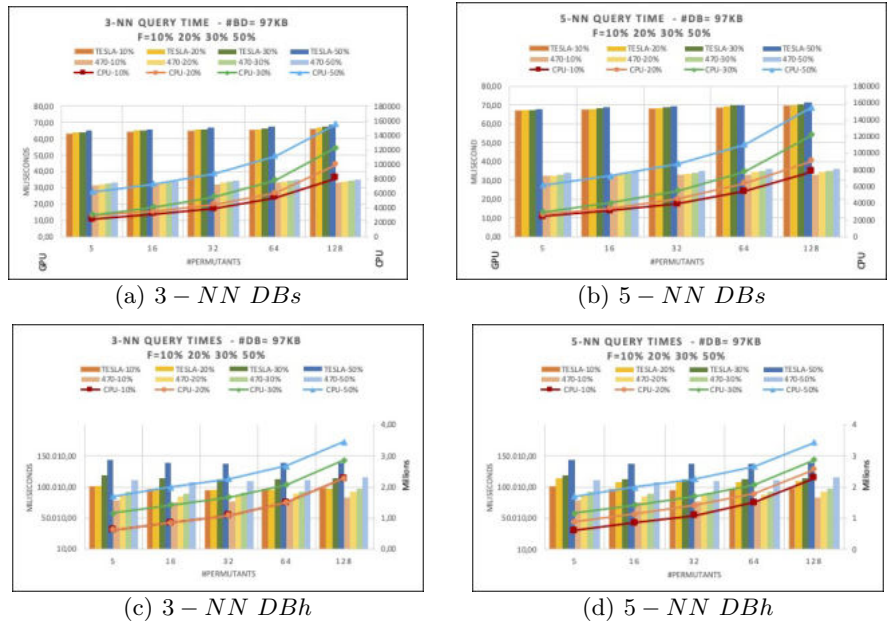 3-NN QUERY TIME - #BD= 97KB
F=10% 20% 30% 50%
TESLA-10% TESLA-20% TESLA-30% TESLA-50%
470-10% 470-20% 470-30% 470-50%
CPU-10% CPU-20% CPU-30% CPU-50%
80,00 180000
70,00 160000
60,00 140000
50,00 120000
40,00 100000
30,00 80000
20,00 60000
10,00 40000
0,00 20000
0
MILISECONDS
GPU
CPU
5 16 32 64 128
#PERMUTANTS
(a) 3 − NN DBs
5-NN QUERY TIME - #DB= 97KB
F=10% 20% 30% 50%
TESLA-10% TESLA-20% TESLA-30% TESLA-50%
470-10% 470-20% 470-30% 470-50%
CPU-10% CPU-20% CPU-30% CPU-50%
80,00 180000
70,00 160000
60,00 140000
50,00 120000
40,00 100000
30,00 80000
20,00 60000
10,00 40000
0,00 20000
0
MILISECOND
GPU
CPU
5 16 32 64 128
#PERMUTANTS
(b) 5 − NN DBs
3-NN QUERY TIMES - #DB= 97KB
F=10% 20% 30% 50%
TESLA-10% TESLA-20% TESLA-30% TESLA-50%
470-10% 470-20% 470-30% 470-50%
CPU-10% CPU-20% CPU-30% CPU-50%
4,00
150.010,00 3,00
100.010,00 2,00
50.010,00 1,00
10,00 0,00
MILISECONDS
Millions
5 16 32 64 128
#PERMUTANTS
(c) 3 − NN DBh
5-NN QUERY TIMES - #DB= 97KB
F=10% 20% 30% 50%
TESLA-10% TESLA-20% TESLA-30% TESLA-50%
470-10% 470-20% 470-30% 470-50%
CPU-10% CPU-20% CPU-30% CPU-50%
4
150.010,00 3
100.010,00 2
50.010,00 1
10,00 0
MILISECONDS
Millions
5 16 32 64 128
#PERMUTANTS
(d) 5 − NN DBh